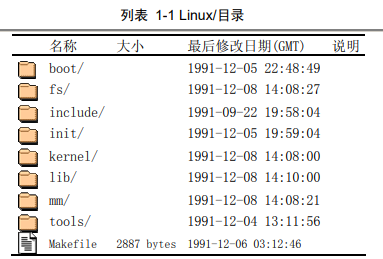 列表 1-1 Linux/目录
名称 大小 最后修改日期(GMT) 说明
boot/ 1991-12-05 22:48:49
fs/ 1991-12-08 14:08:27
include/ 1991-09-22 19:58:04
init/ 1991-12-05 19:59:04
kernel/ 1991-12-08 14:08:00
lib/ 1991-12-08 14:10:00
mm/ 1991-12-08 14:08:21
tools/ 1991-12-04 13:11:56
Makefile 2887 bytes 1991-12-06 03:12:46